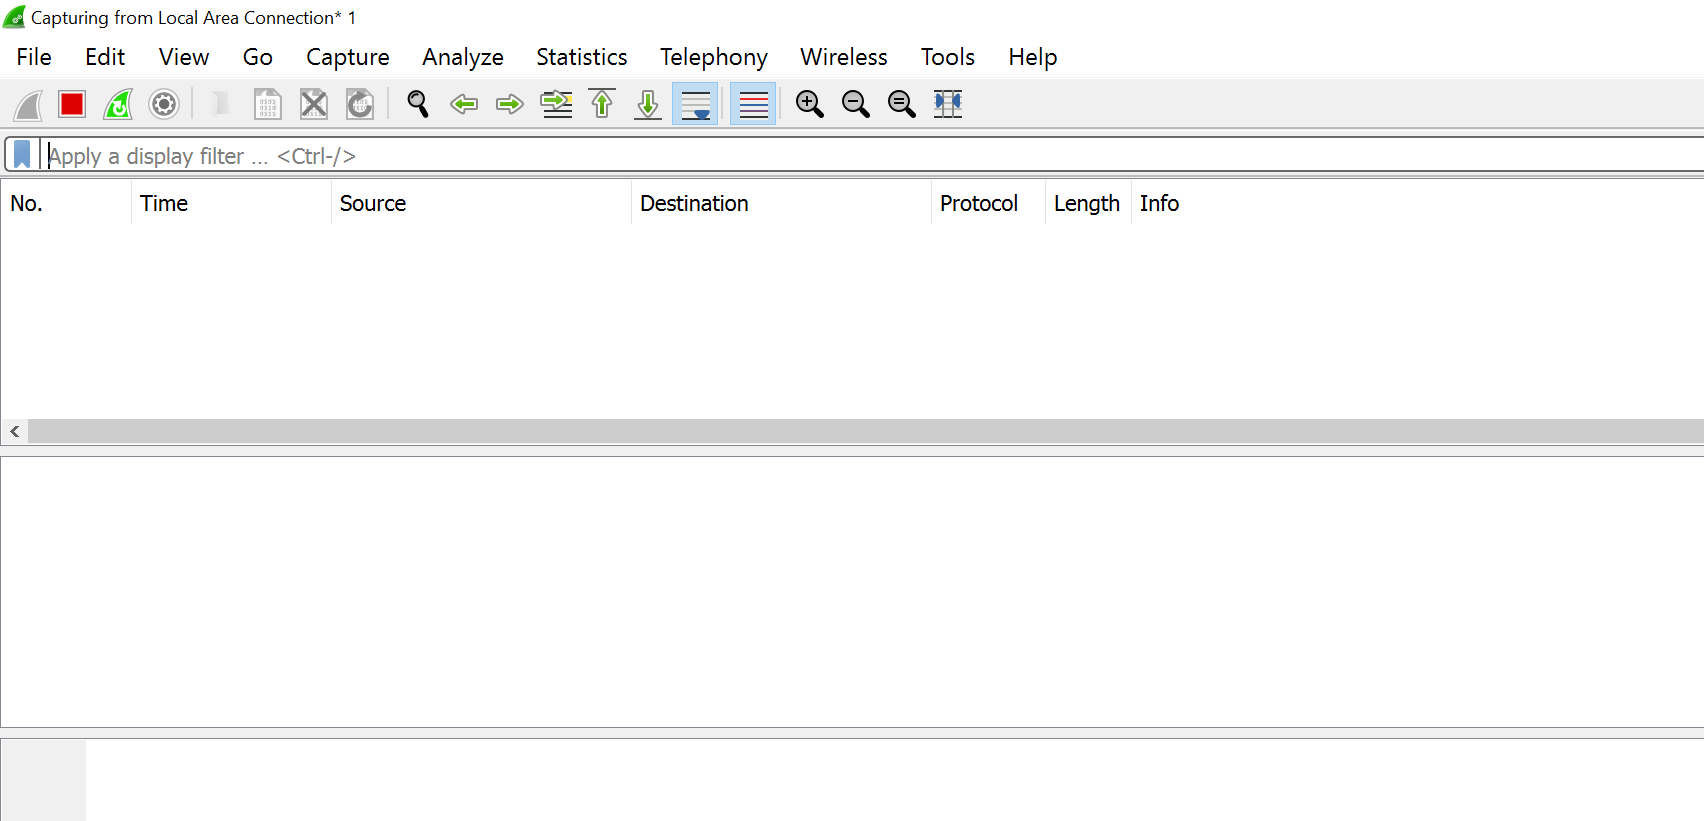 Capturing from Local Area Connection* 1
File Edit View Go Capture Analyze Statistics Telephony Wireless Tools Help
Apply a display filter ... <Ctrl-/>
No. Time Source Destination Protocol Length Info